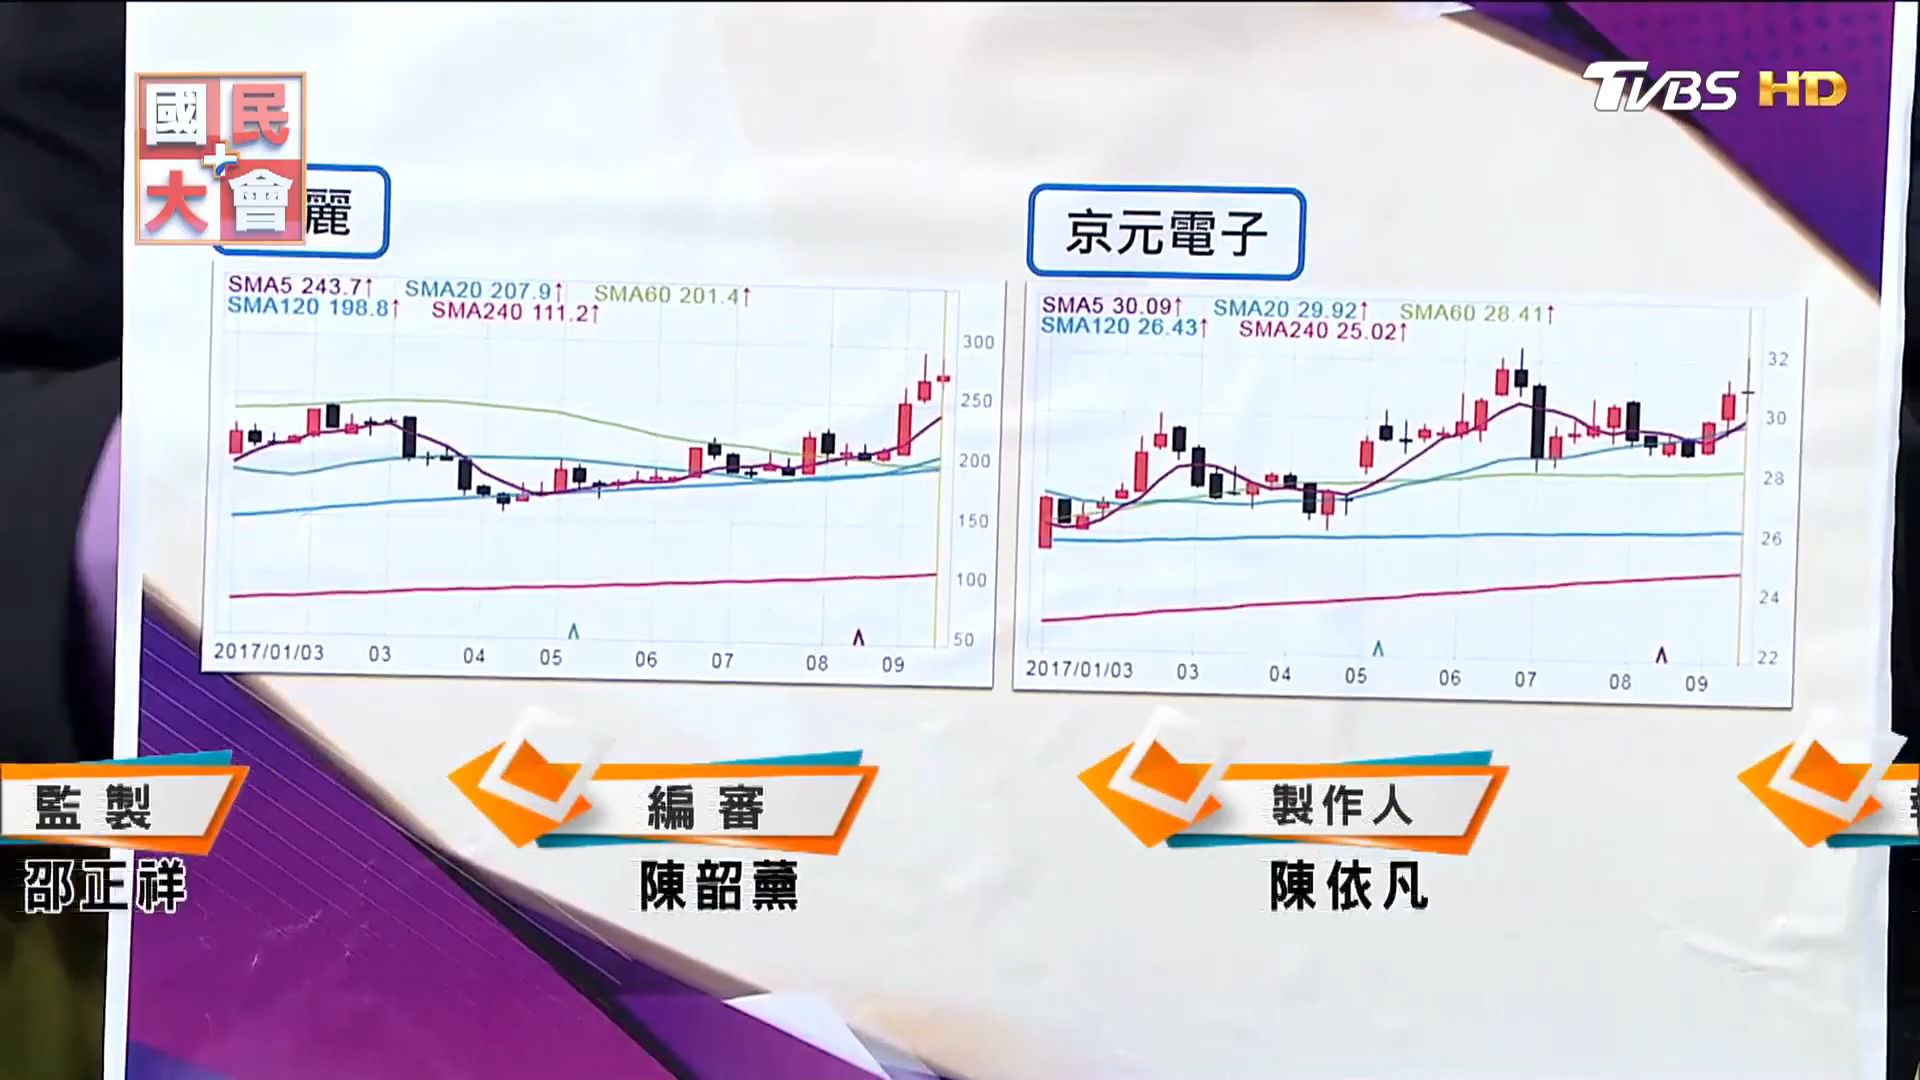 國民
大會
TVBS HD
麗
SMA5 243.7↑ SMA20 207.9↑ SMA60 201.4↑
SMA120 198.8↑ SMA240 111.2↑
300
250
200
150
100
50
2017/01/03 03 04 05 06 07 08 09
京元電子
SMA5 30.09↑ SMA20 29.92↑ SMA60 28.41↑
SMA120 26.43↑ SMA240 25.02↑
32
30
28
26
24
22
2017/01/03 03 04 05 06 07 08 09
監製
邵正祥
編審
陳韶薰
製作人
陳依凡